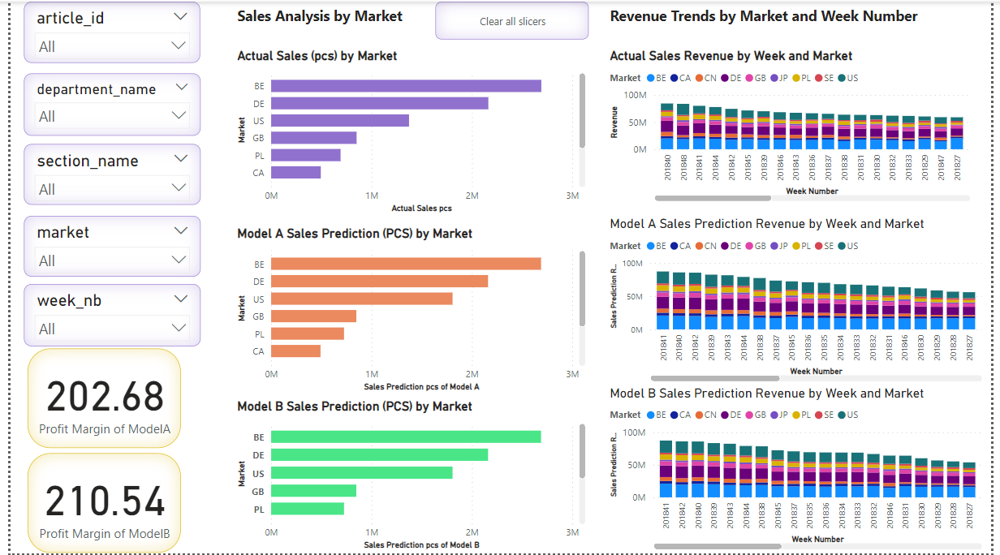 article_id
All
department_name
All
section_name
All
market
All
week_nb
All
202.68
Profit Margin of ModelA
210.54
Profit Margin of ModelB
Sales Analysis by Market
Clear all slicers
Actual Sales (pcs) by Market
Market
BE
DE
US
GB
PL
CA
0M 1M 2M 3M
Actual Sales pcs
Model A Sales Prediction (PCS) by Market
Market
BE
DE
US
GB
PL
CA
0M 1M 2M 3M
Sales Prediction pcs of Model A
Model B Sales Prediction (PCS) by Market
Market
BE
DE
US
GB
PL
0M 1M 2M 3M
Sales Prediction pcs of Model B
Revenue Trends by Market and Week Number
Actual Sales Revenue by Week and Market
Market BE CA CN DE GB JP PL SE US
Revenue
100M
50M
0M
201840 201848 201841 201844 201842 201845 201839 201846 201843 201836 201837 201838 201831 201830 201832 201833 201829 201847 201827
Week Number
Model A Sales Prediction Revenue by Week and Market
Market BE CA CN DE GB JP PL SE US
Sales Prediction R...
100M
50M
0M
201841 201840 201842 201839 201843 201844 201838 201837 201845 201836 201835 201834 201833 201832 201831 201846 201830 201829 201828 201827
Week Number
Model B Sales Prediction Revenue by Week and Market
Market BE CA CN DE GB JP PL SE US
Sales Prediction R...
100M
50M
0M
201841 201842 201840 201839 201843 201844 201838 201845 201837 201835 201836 201834 201833 201832 201846 201831 201830 201829 201828 201827
Week Number